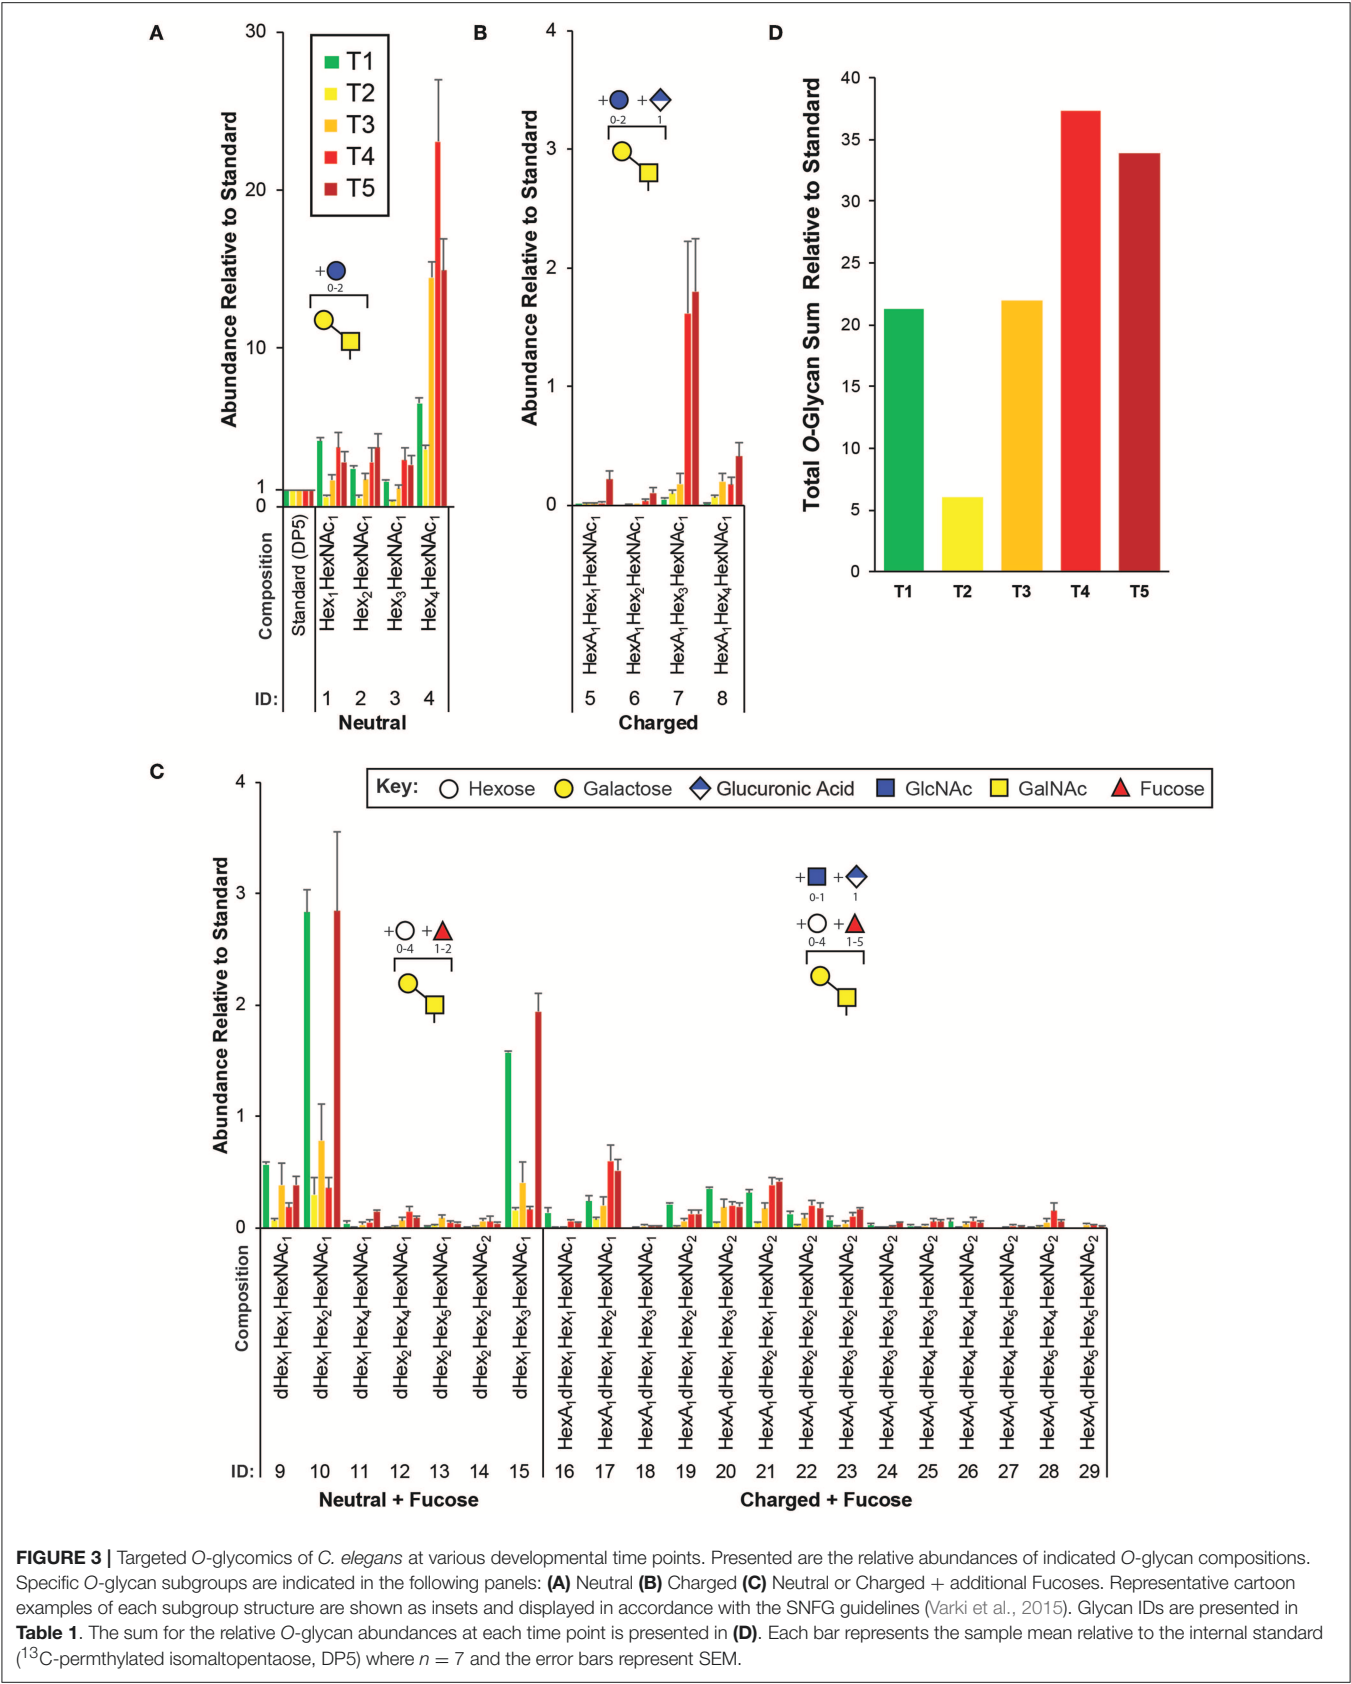 A
30
20
10
1
0
Abundance Relative to Standard
T1
T2
T3
T4
T5
+
0-2
Composition
Standard (DP5)
Hex1HexNAc1
Hex2HexNAc1
Hex3HexNAc1
Hex4HexNAc1
ID: 1 2 3 4
Neutral
B
4
3
2
1
0
Abundance Relative to Standard
+ +
0-2 1
HexA1Hex1HexNAc1
HexA1Hex2HexNAc1
HexA1Hex3HexNAc1
HexA1Hex4HexNAc1
5 6 7 8
Charged
D
40
35
30
25
20
15
10
5
0
Total O-Glycan Sum Relative to Standard
T1 T2 T3 T4 T5
C
4
3
2
1
0
Abundance Relative to Standard
Key: Hexose Galactose Glucuronic Acid GlcNAc GalNAc Fucose
+ +
0-4 1-2
+ +
0-1 1
+ +
0-4 1-5
Composition
dHex1Hex1HexNAc1
dHex1Hex2HexNAc1
dHex1Hex4HexNAc1
dHex2Hex4HexNAc1
dHex2Hex5HexNAc1
dHex2Hex2HexNAc2
dHex1Hex3HexNAc1
HexA1dHex1Hex1HexNAc1
HexA1dHex1Hex2HexNAc1
HexA1dHex1Hex3HexNAc1
HexA1dHex1Hex2HexNAc2
HexA1dHex1Hex3HexNAc2
HexA1dHex2Hex1HexNAc2
HexA1dHex2Hex2HexNAc2
HexA1dHex3Hex2HexNAc2
HexA1dHex3Hex3HexNAc2
HexA1dHex4Hex3HexNAc2
HexA1dHex4Hex4HexNAc2
HexA1dHex4Hex5HexNAc2
HexA1dHex5Hex4HexNAc2
HexA1dHex5Hex5HexNAc2
ID: 9 10 11 12 13 14 15 16 17 18 19 20 21 22 23 24 25 26 27 28 29
Neutral + Fucose Charged + Fucose
FIGURE 3 | Targeted O-glycomics of C. elegans at various developmental time points. Presented are the relative abundances of indicated O-glycan compositions.
Specific O-glycan subgroups are indicated in the following panels: (A) Neutral (B) Charged (C) Neutral or Charged + additional Fucoses. Representative cartoon
examples of each subgroup structure are shown as insets and displayed in accordance with the SNFG guidelines (Varki et al., 2015). Glycan IDs are presented in
Table 1. The sum for the relative O-glycan abundances at each time point is presented in (D). Each bar represents the sample mean relative to the internal standard
(13C-permthylated isomaltopentaose, DP5) where n = 7 and the error bars represent SEM.